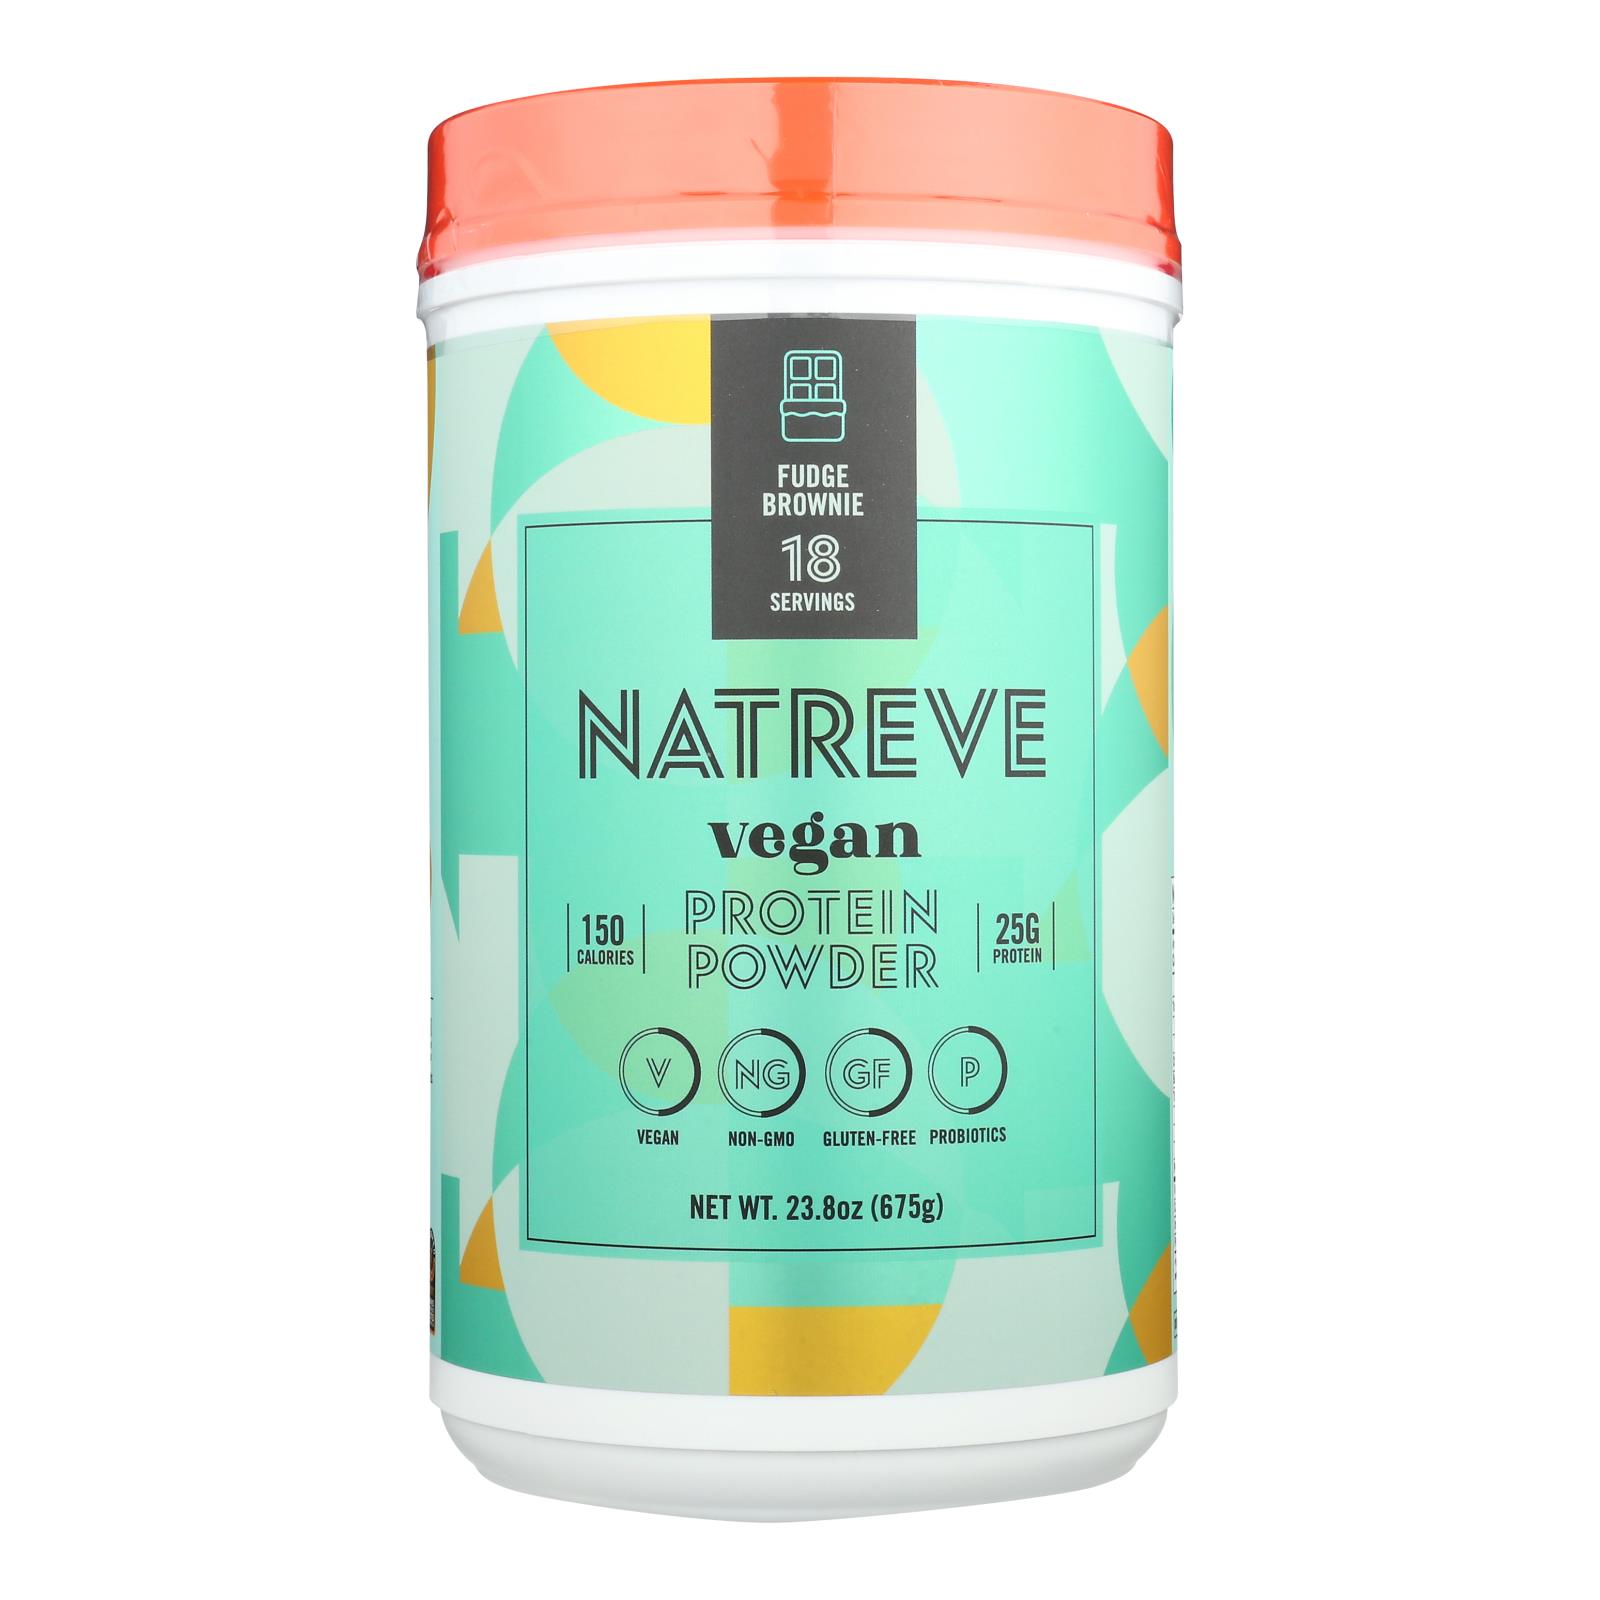 FUDGE
BROWNIE
18
SERVINGS
NATREVE
vegan
PROTEIN
POWDER
150
CALORIES
25G
PROTEIN
V
NG
GF
P
VEGAN
NON-GMO
GLUTEN-FREE
PROBIOTICS
NET WT. 23.8oz (675g)